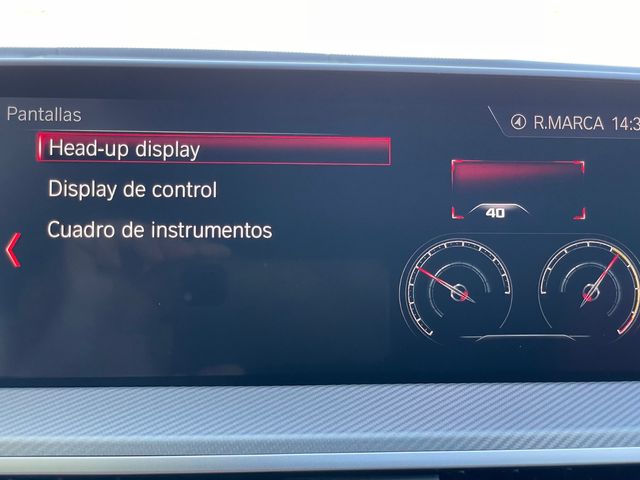 Pantallas
R.MARCA 14:3
Head-up display
Display de control
Cuadro de instrumentos
40